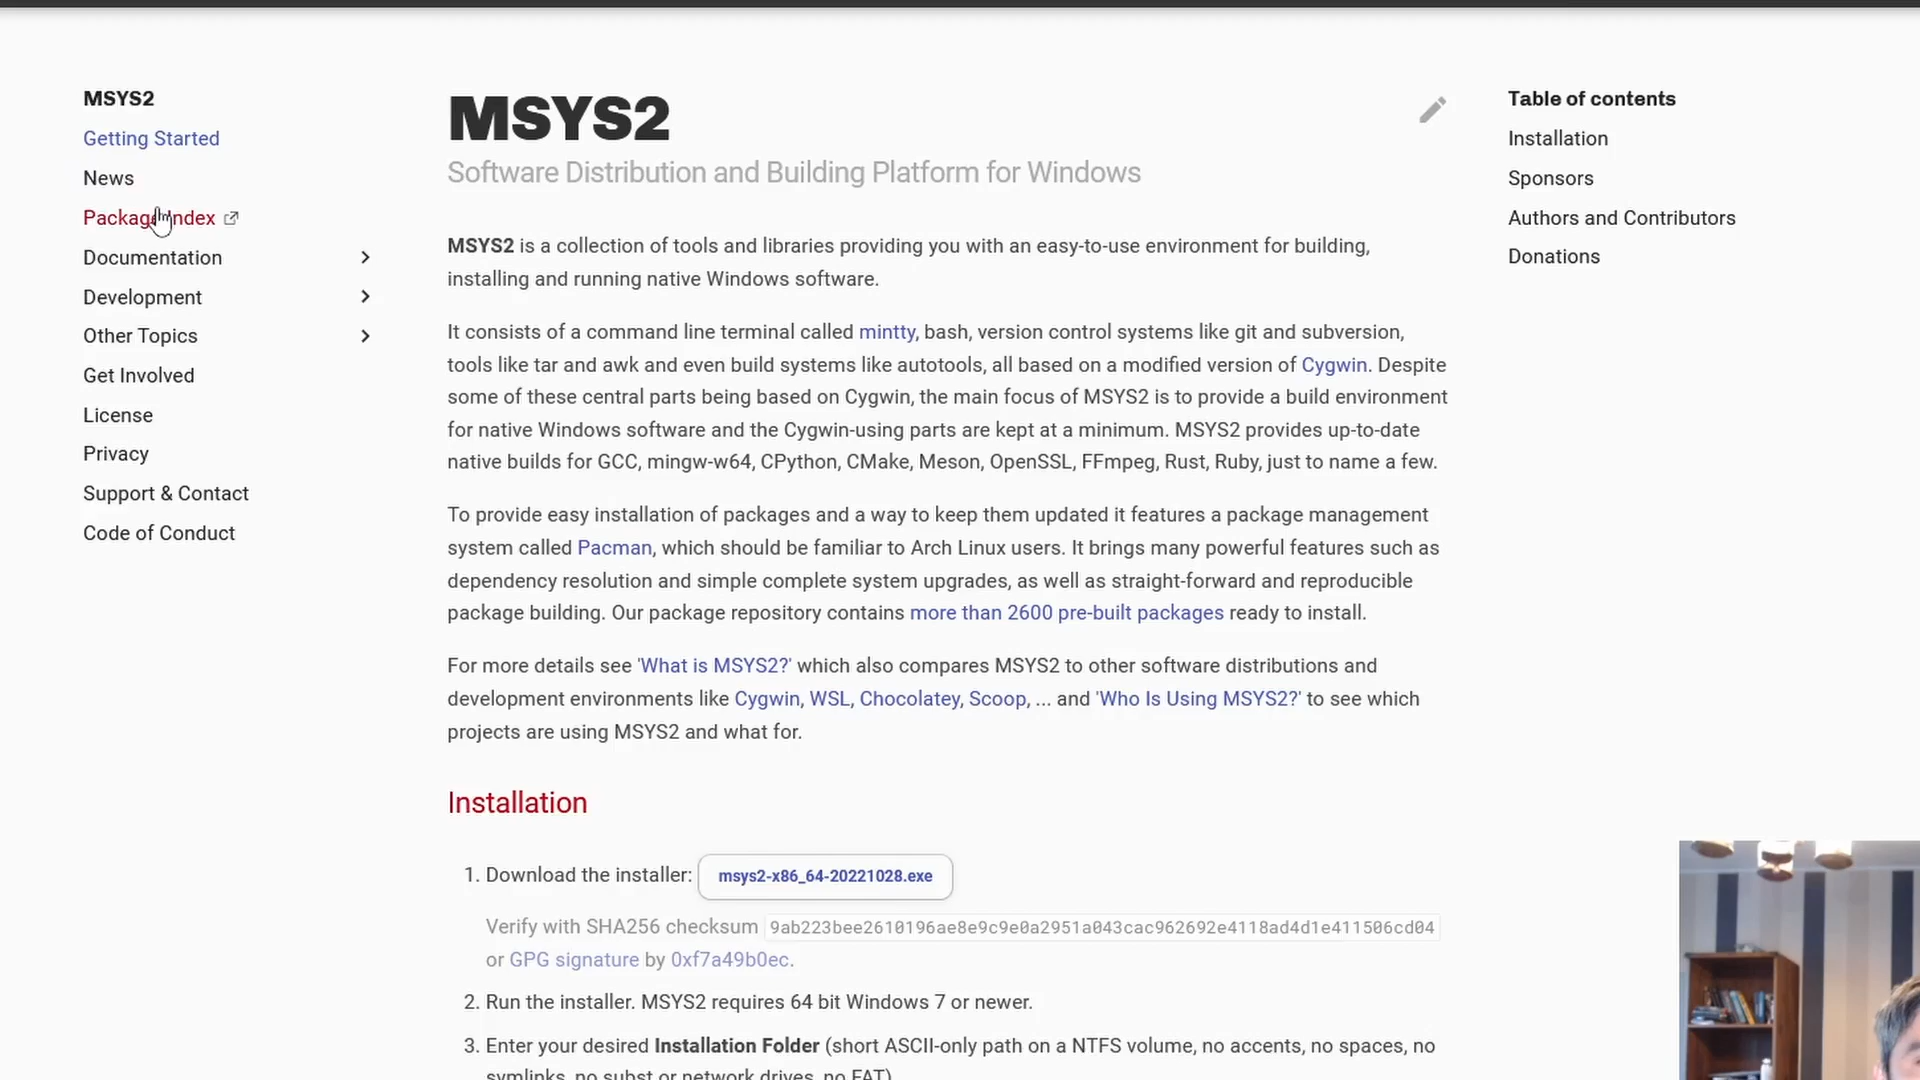 MSYS2
Getting Started
News
Package Index
Documentation
Development
Other Topics
Get Involved
License
Privacy
Support & Contact
Code of Conduct
MSYS2
Software Distribution and Building Platform for Windows
MSYS2 is a collection of tools and libraries providing you with an easy-to-use environment for building,
installing and running native Windows software.
It consists of a command line terminal called mintty, bash, version control systems like git and subversion,
tools like tar and awk and even build systems like autotools, all based on a modified version of Cygwin. Despite
some of these central parts being based on Cygwin, the main focus of MSYS2 is to provide a build environment
for native Windows software and the Cygwin-using parts are kept at a minimum. MSYS2 provides up-to-date
native builds for GCC, mingw-w64, CPython, CMake, Meson, OpenSSL, FFmpeg, Rust, Ruby, just to name a few.
To provide easy installation of packages and a way to keep them updated it features a package management
system called Pacman, which should be familiar to Arch Linux users. It brings many powerful features such as
dependency resolution and simple complete system upgrades, as well as straight-forward and reproducible
package building. Our package repository contains more than 2600 pre-built packages ready to install.
For more details see 'What is MSYS2?' which also compares MSYS2 to other software distributions and
development environments like Cygwin, WSL, Chocolatey, Scoop, ... and 'Who Is Using MSYS2?' to see which
projects are using MSYS2 and what for.
Installation
1. Download the installer: msys2-x86_64-20221028.exe
Verify with SHA256 checksum 9ab223bee2610196ae8e9c9e0a2951a043cac962692e4118ad4d1e411506cd04
or GPG signature by 0xf7a49b0ec.
2. Run the installer. MSYS2 requires 64 bit Windows 7 or newer.
3. Enter your desired Installation Folder (short ASCII-only path on a NTFS volume, no accents, no spaces, no
symlinks, no subst or network drives, no FAT)
Table of contents
Installation
Sponsors
Authors and Contributors
Donations